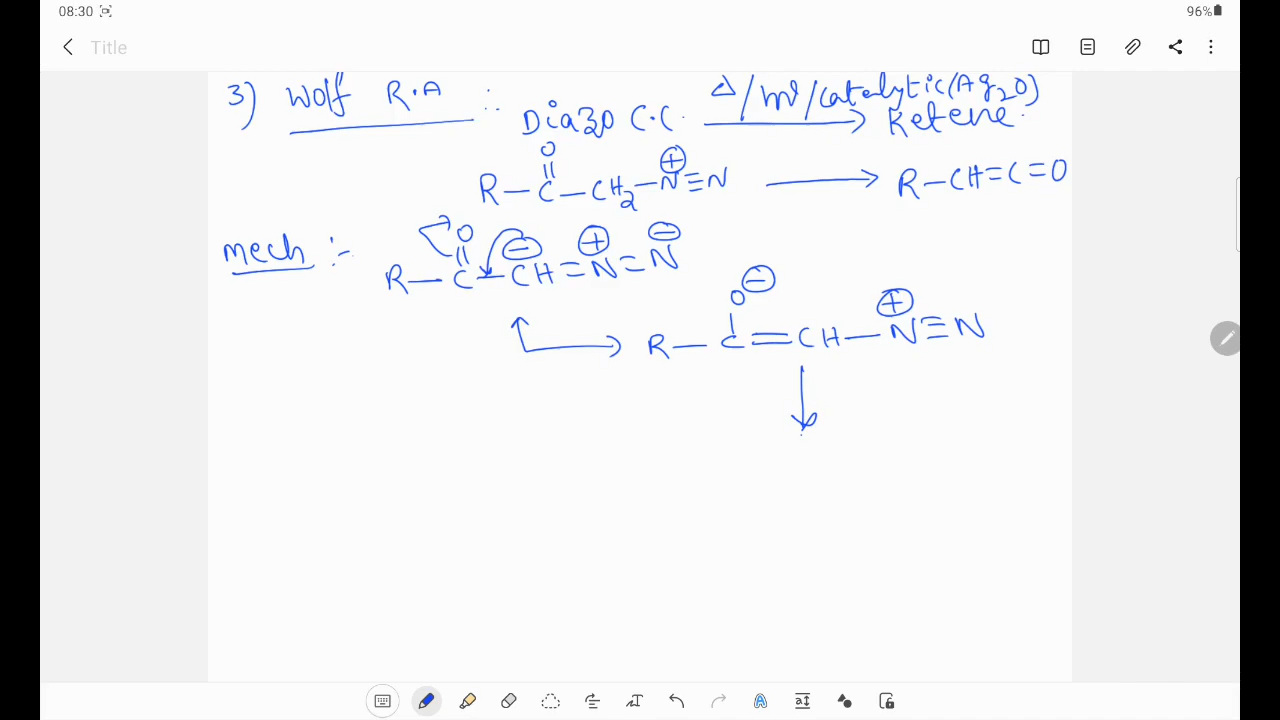 08:30
96%
Title
3) Wolf R.A :
Diazo C.C. Δ/hν/catalytic(Ag2O) → Ketene.
O
R—C—CH2—N⊕≡N → R—CH=C=O
mech :-
O ⊖ ⊕ ⊖
R—C—CH=N=N
O ⊖ ⊕
R—C=CH—N≡N